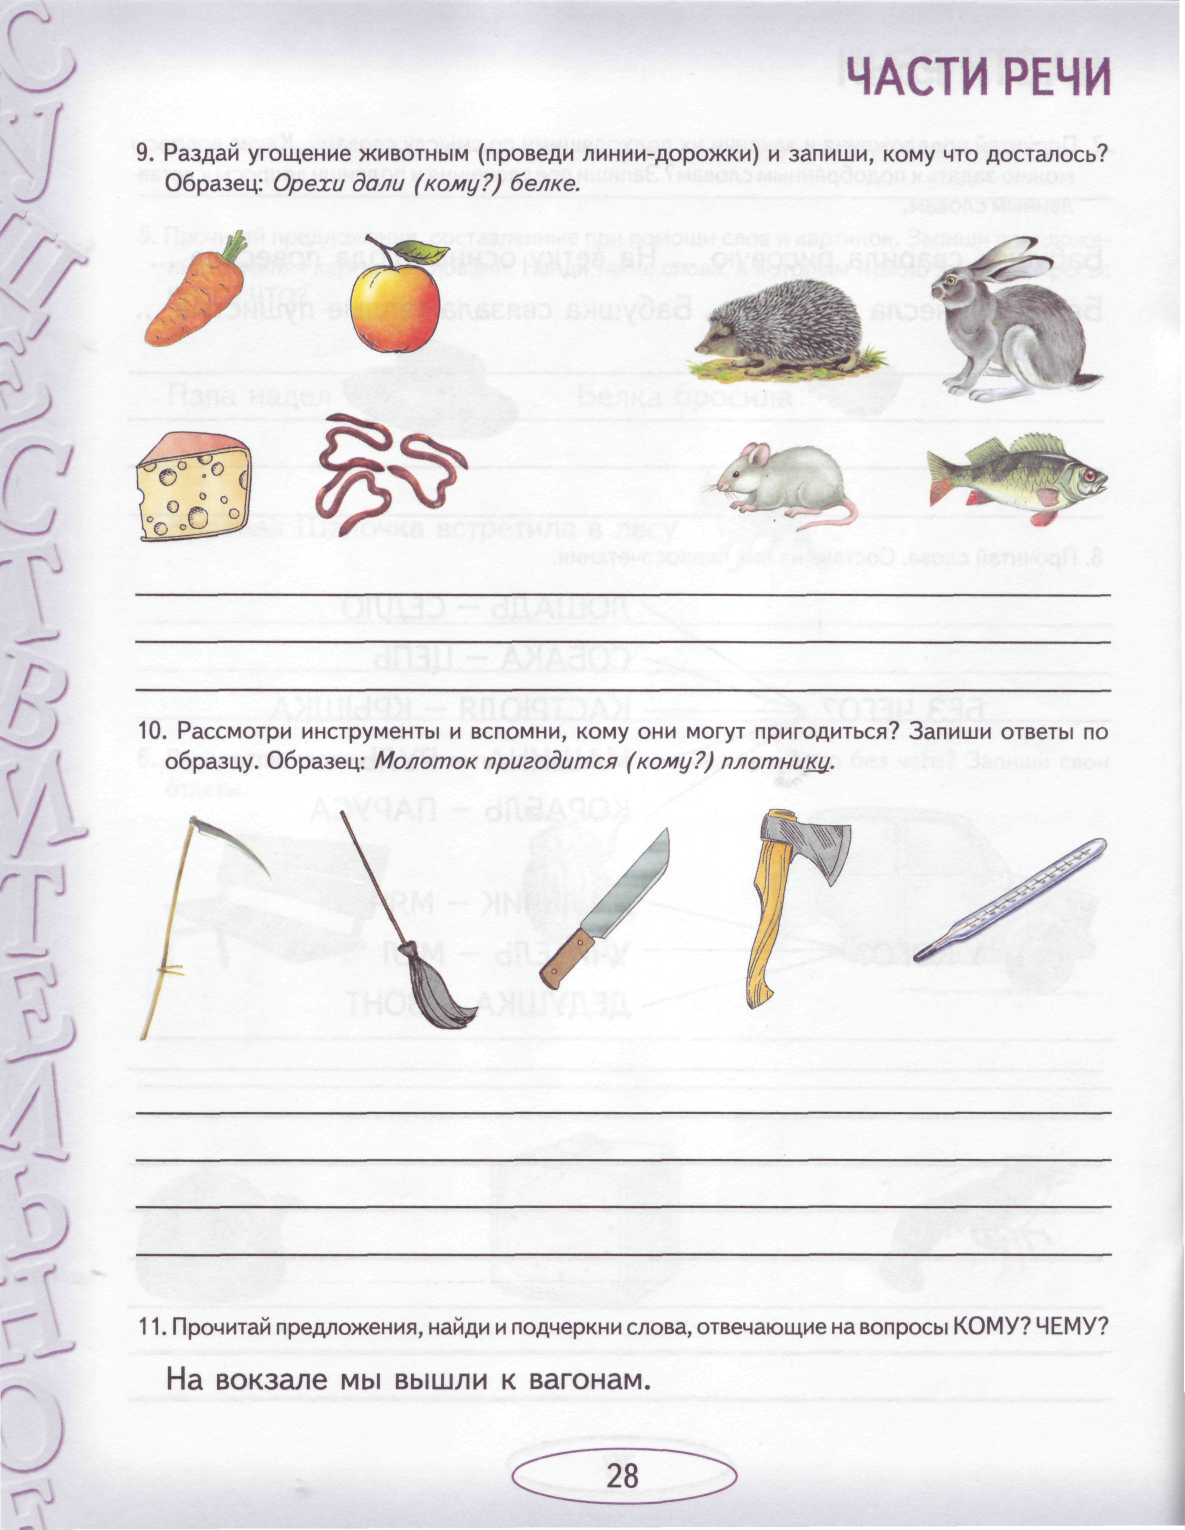 СУЩЕСТВИТЕЛЬНОЕ
ЧАСТИ РЕЧИ
9. Раздай угощение животным (проведи линии-дорожки) и запиши, кому что досталось?
Образец: Орехи дали (кому?) белке.
10. Рассмотри инструменты и вспомни, кому они могут пригодиться? Запиши ответы по
образцу. Образец: Молоток пригодится (кому?) плотнику.
11. Прочитай предложения, найди и подчеркни слова, отвечающие на вопросы КОМУ? ЧЕМУ?
На вокзале мы вышли к вагонам.
28